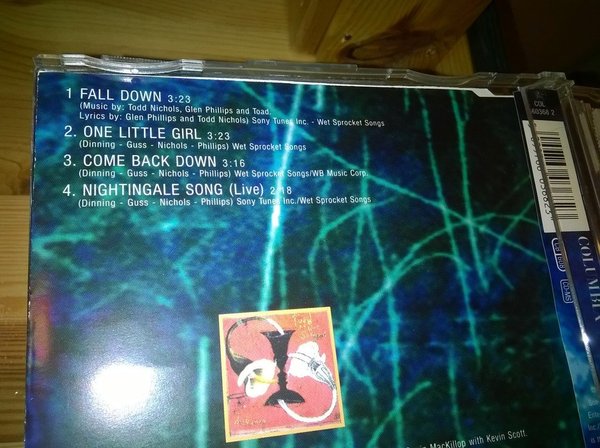 1 FALL DOWN 3:23
(Music by: Todd Nichols, Glen Phillips and Toad.
Lyrics by: Glen Phillips and Todd Nichols) Sony Tunes Inc. - Wet Sprocket Songs
2. ONE LITTLE GIRL 3:23
(Dinning - Guss - Nichols - Phillips) Wet Sprocket Songs
3. COME BACK DOWN 3:16
(Dinning - Guss - Nichols - Phillips) Wet Sprocket Songs/WB Music Corp.
4. NIGHTINGALE SONG (Live) 2:18
(Dinning - Guss - Nichols - Phillips) Sony Tunes Inc./Wet Sprocket Songs
MacKillop with Kevin Scott.
COL
660366 2
COLUMBIA